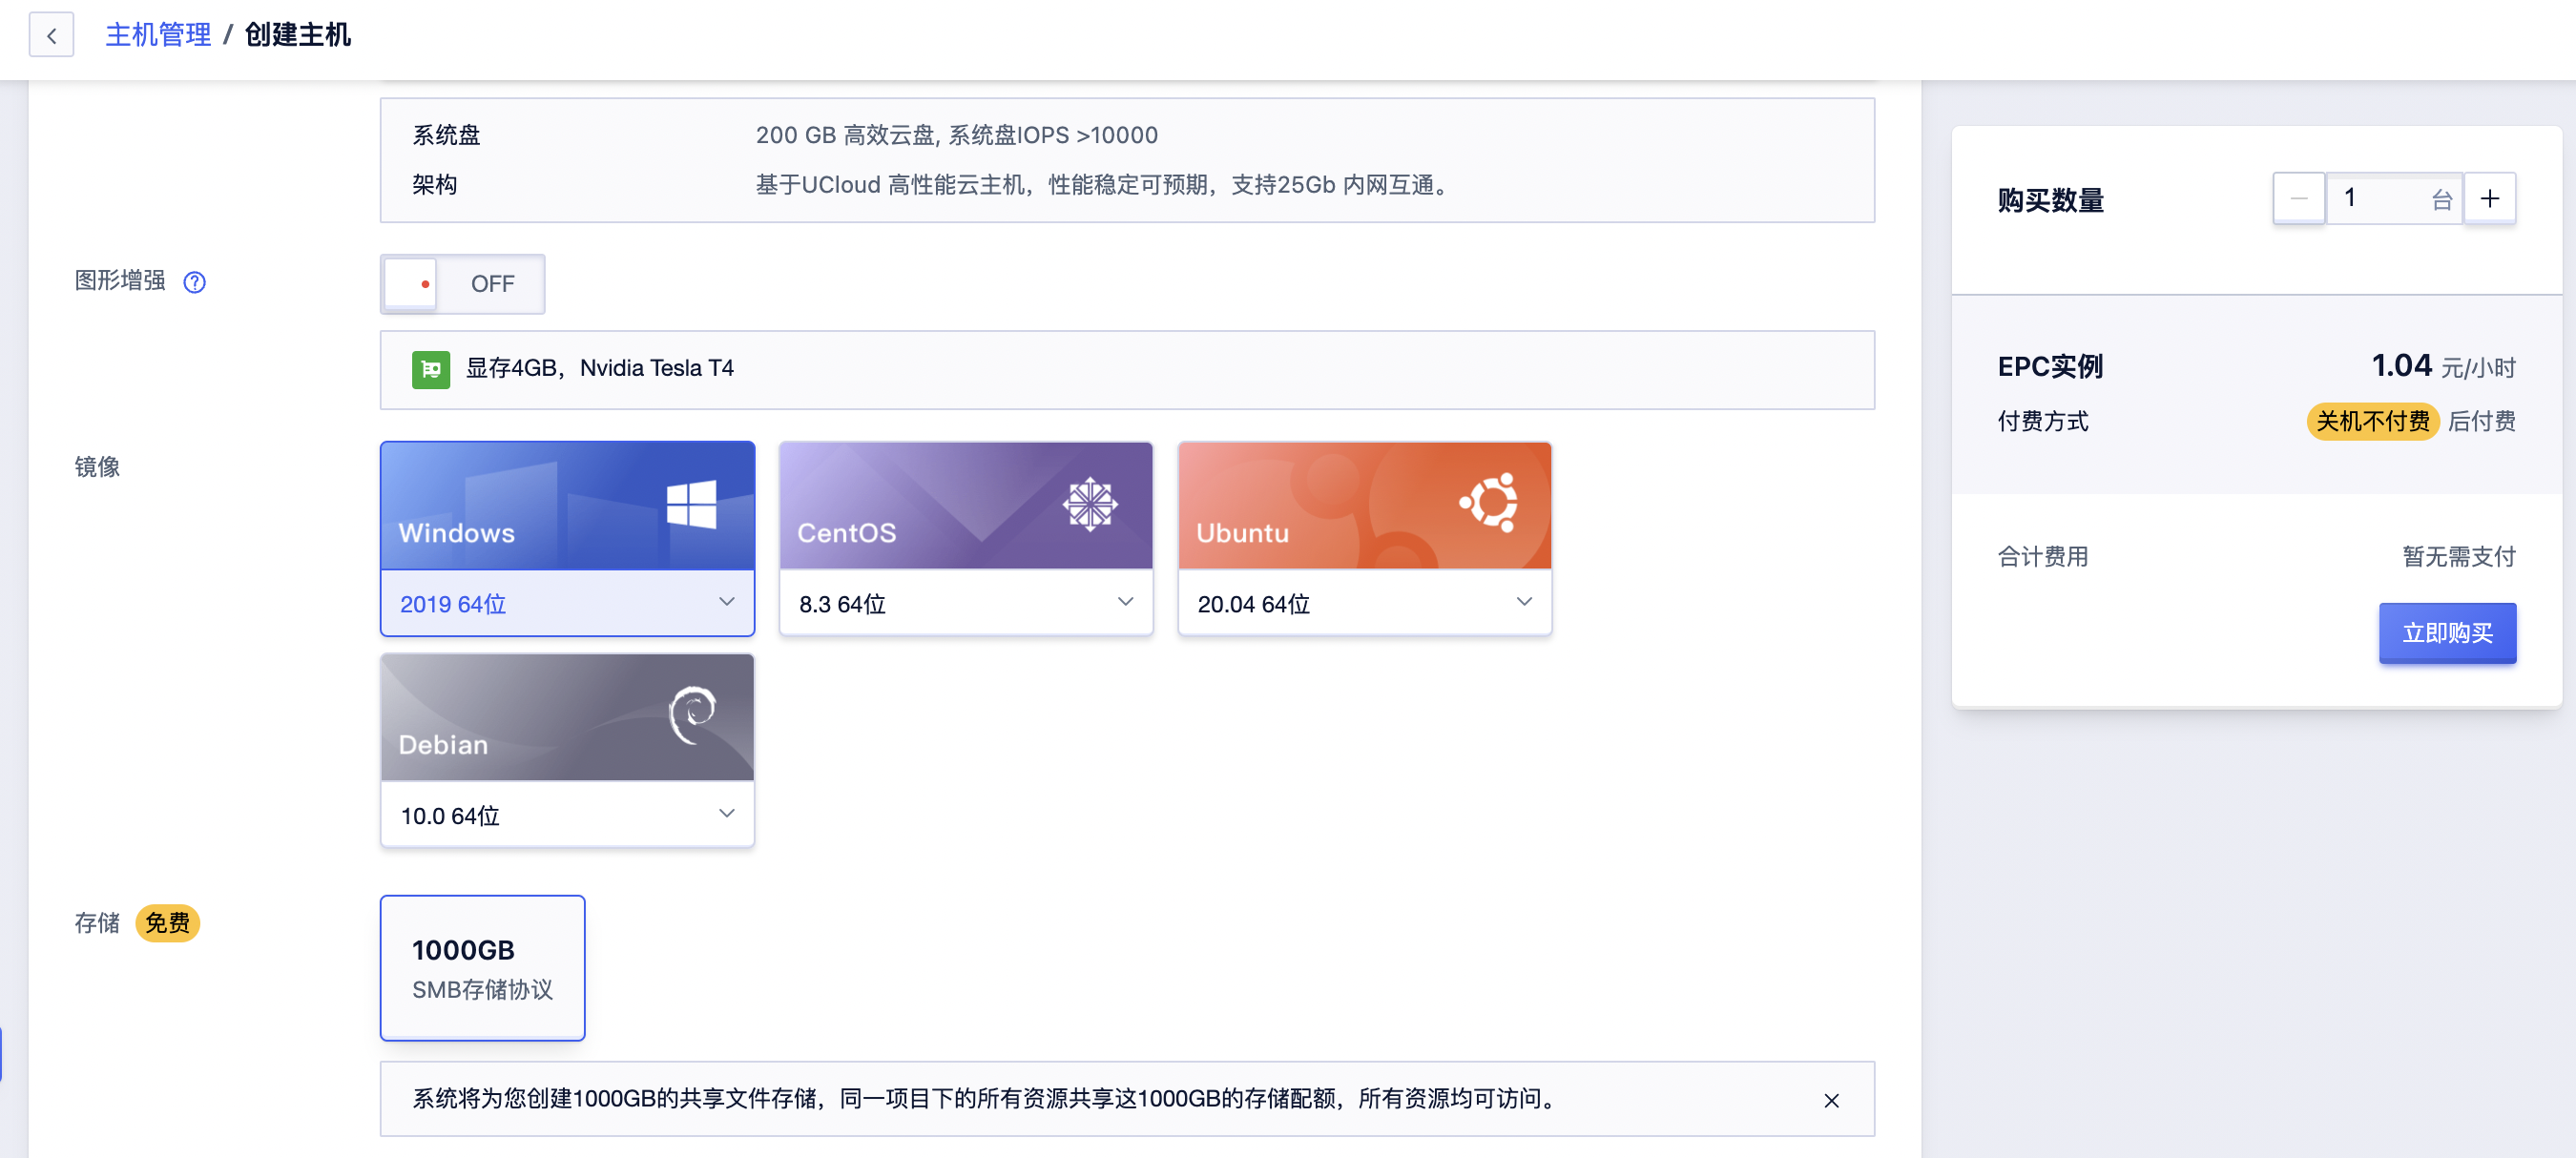 主机管理 / 创建主机
系统盘 200 GB 高效云盘, 系统盘IOPS >10000
架构 基于UCloud 高性能云主机，性能稳定可预期，支持25Gb 内网互通。
图形增强 ?
OFF
显存4GB，Nvidia Tesla T4
镜像
Windows
2019 64位
CentOS
8.3 64位
Ubuntu
20.04 64位
Debian
10.0 64位
存储 免费
1000GB
SMB存储协议
系统将为您创建1000GB的共享文件存储，同一项目下的所有资源共享这1000GB的存储配额，所有资源均可访问。
购买数量 1 台
EPC实例 1.04 元/小时
付费方式 关机不付费 后付费
合计费用 暂无需支付
立即购买